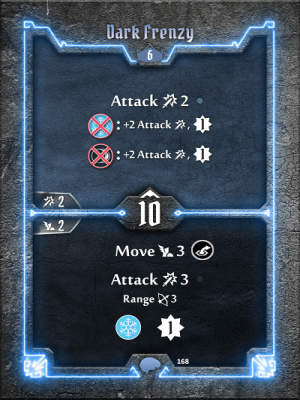 Dark Frenzy
6
Attack 2
: +2 Attack , 1
: +2 Attack , 1
2
10
2
Move 3
Attack 3
Range 3
1
168